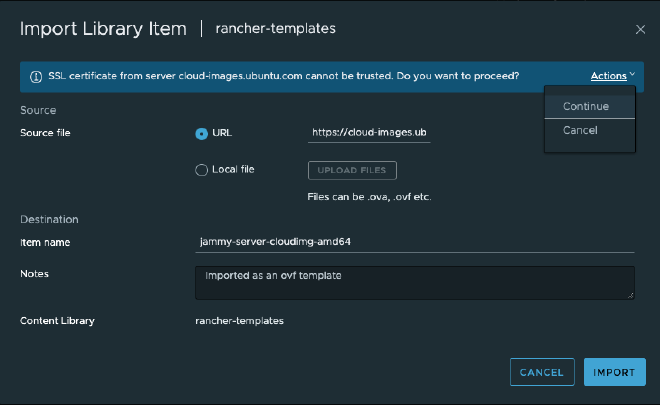 Import Library Item | rancher-templates
SSL certificate from server cloud-images.ubuntu.com cannot be trusted. Do you want to proceed? Actions
Continue
Cancel
Source
Source file URL https://cloud-images.ub
Local file UPLOAD FILES
Files can be .ova, .ovf etc.
Destination
Item name jammy-server-cloudimg-amd64
Notes Imported as an ovf template
Content Library rancher-templates
CANCEL IMPORT